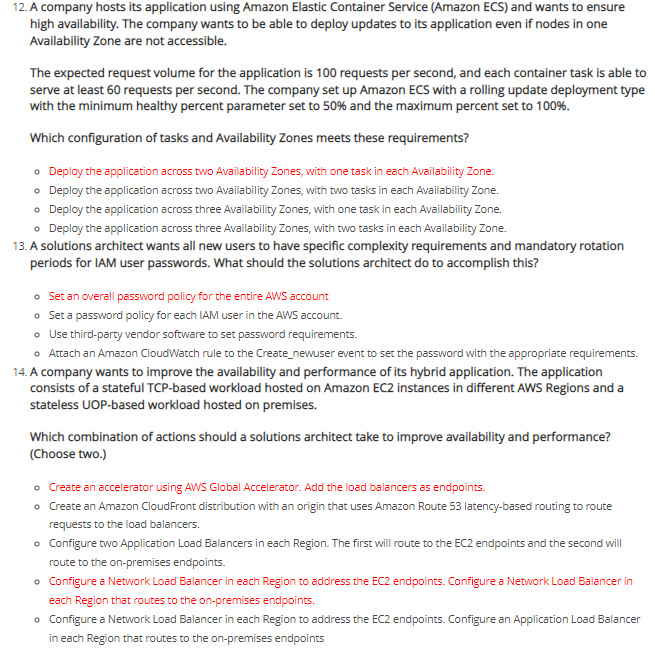 12. A company hosts its application using Amazon Elastic Container Service (Amazon ECS) and wants to ensure
high availability. The company wants to be able to deploy updates to its application even if nodes in one
Availability Zone are not accessible.
The expected request volume for the application is 100 requests per second, and each container task is able to
serve at least 60 requests per second. The company set up Amazon ECS with a rolling update deployment type
with the minimum healthy percent parameter set to 50% and the maximum percent set to 100%.
Which configuration of tasks and Availability Zones meets these requirements?
○ Deploy the application across two Availability Zones, with one task in each Availability Zone.
○ Deploy the application across two Availability Zones, with two tasks in each Availability Zone.
○ Deploy the application across three Availability Zones, with one task in each Availability Zone.
○ Deploy the application across three Availability Zones, with two tasks in each Availability Zone.
13. A solutions architect wants all new users to have specific complexity requirements and mandatory rotation
periods for IAM user passwords. What should the solutions architect do to accomplish this?
○ Set an overall password policy for the entire AWS account
○ Set a password policy for each IAM user in the AWS account.
○ Use third-party vendor software to set password requirements.
○ Attach an Amazon CloudWatch rule to the Create_newuser event to set the password with the appropriate requirements.
14. A company wants to improve the availability and performance of its hybrid application. The application
consists of a stateful TCP-based workload hosted on Amazon EC2 instances in different AWS Regions and a
stateless UOP-based workload hosted on premises.
Which combination of actions should a solutions architect take to improve availability and performance?
(Choose two.)
○ Create an accelerator using AWS Global Accelerator. Add the load balancers as endpoints.
○ Create an Amazon CloudFront distribution with an origin that uses Amazon Route 53 latency-based routing to route
requests to the load balancers.
○ Configure two Application Load Balancers in each Region. The first will route to the EC2 endpoints and the second will
route to the on-premises endpoints.
○ Configure a Network Load Balancer in each Region to address the EC2 endpoints. Configure a Network Load Balancer in
each Region that routes to the on-premises endpoints.
○ Configure a Network Load Balancer in each Region to address the EC2 endpoints. Configure an Application Load Balancer
in each Region that routes to the on-premises endpoints